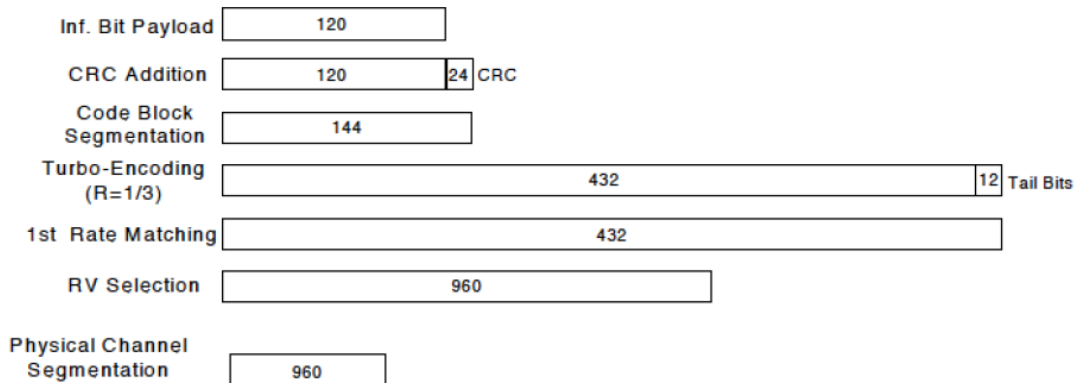 Inf. Bit Payload 120
CRC Addition 120 24 CRC
Code Block
Segmentation 144
Turbo-Encoding
(R=1/3) 432 12 Tail Bits
1st Rate Matching 432
RV Selection 960
Physical Channel
Segmentation 960